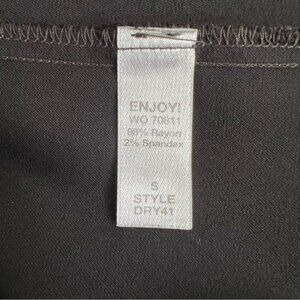 ENJOY!
WO 70811
98% Rayon
2% Spandex
S
STYLE
DRY41